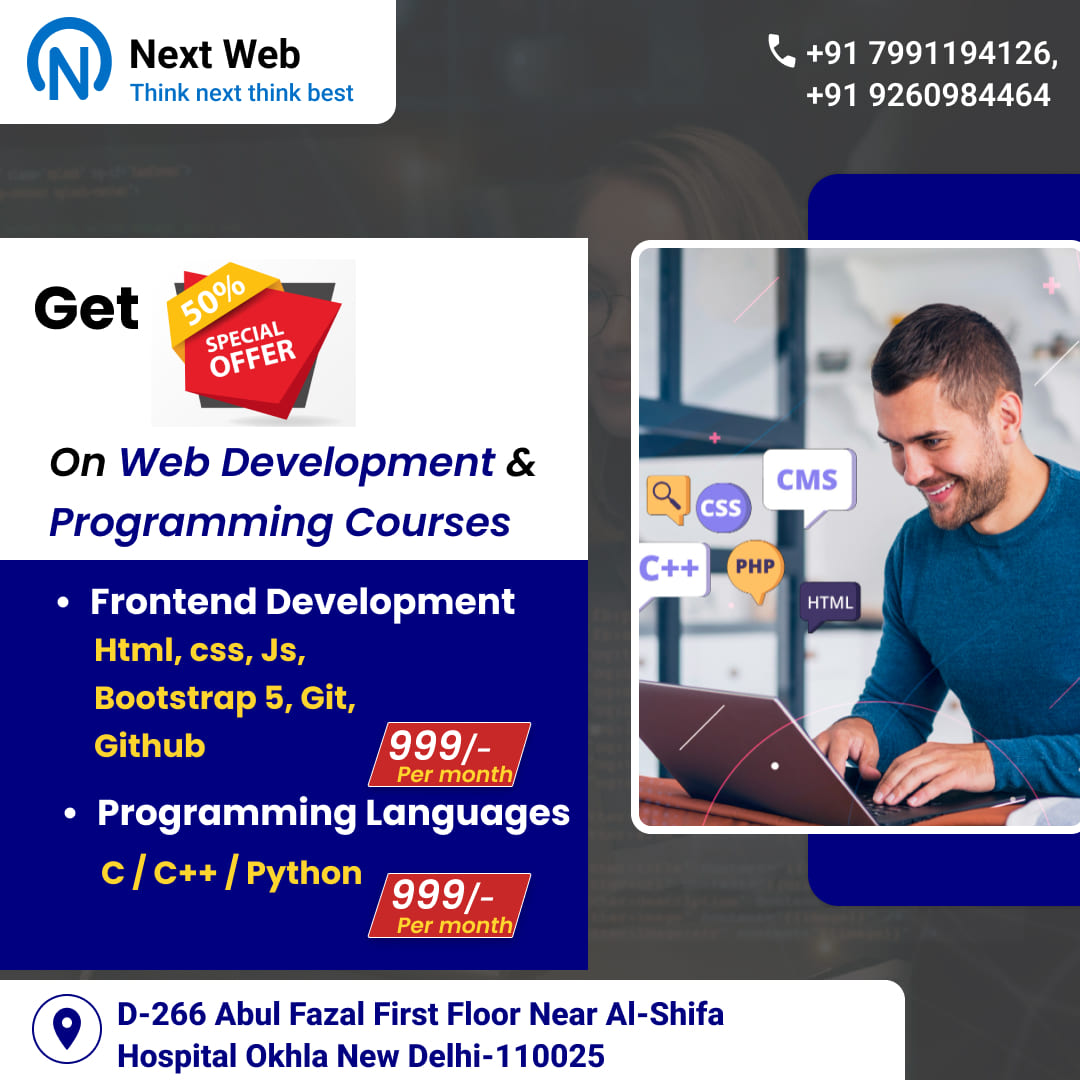 Next Web
Think next think best
+91 7991194126,
+91 9260984464
Get
50%
SPECIAL
OFFER
On Web Development &
Programming Courses
• Frontend Development
Html, css, Js,
Bootstrap 5, Git,
Github
999/-
Per month
• Programming Languages
C / C++ / Python
999/-
Per month
CMS
CSS
C++
PHP
HTML
D-266 Abul Fazal First Floor Near Al-Shifa
Hospital Okhla New Delhi-110025